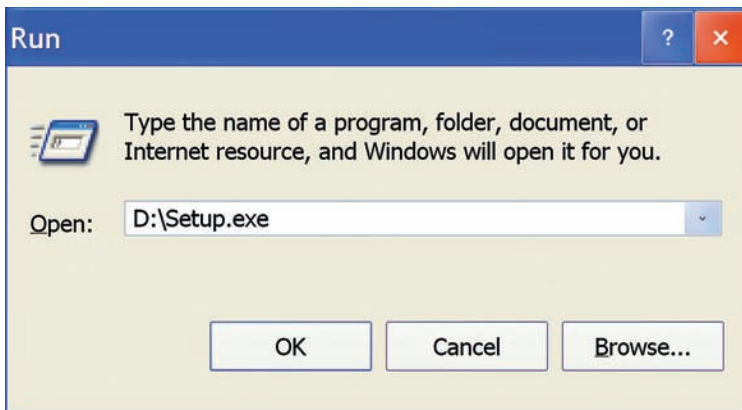 Run
?
Type the name of a program, folder, document, or
Internet resource, and Windows will open it for you.
Open: D:\Setup.exe
OK Cancel Browse...